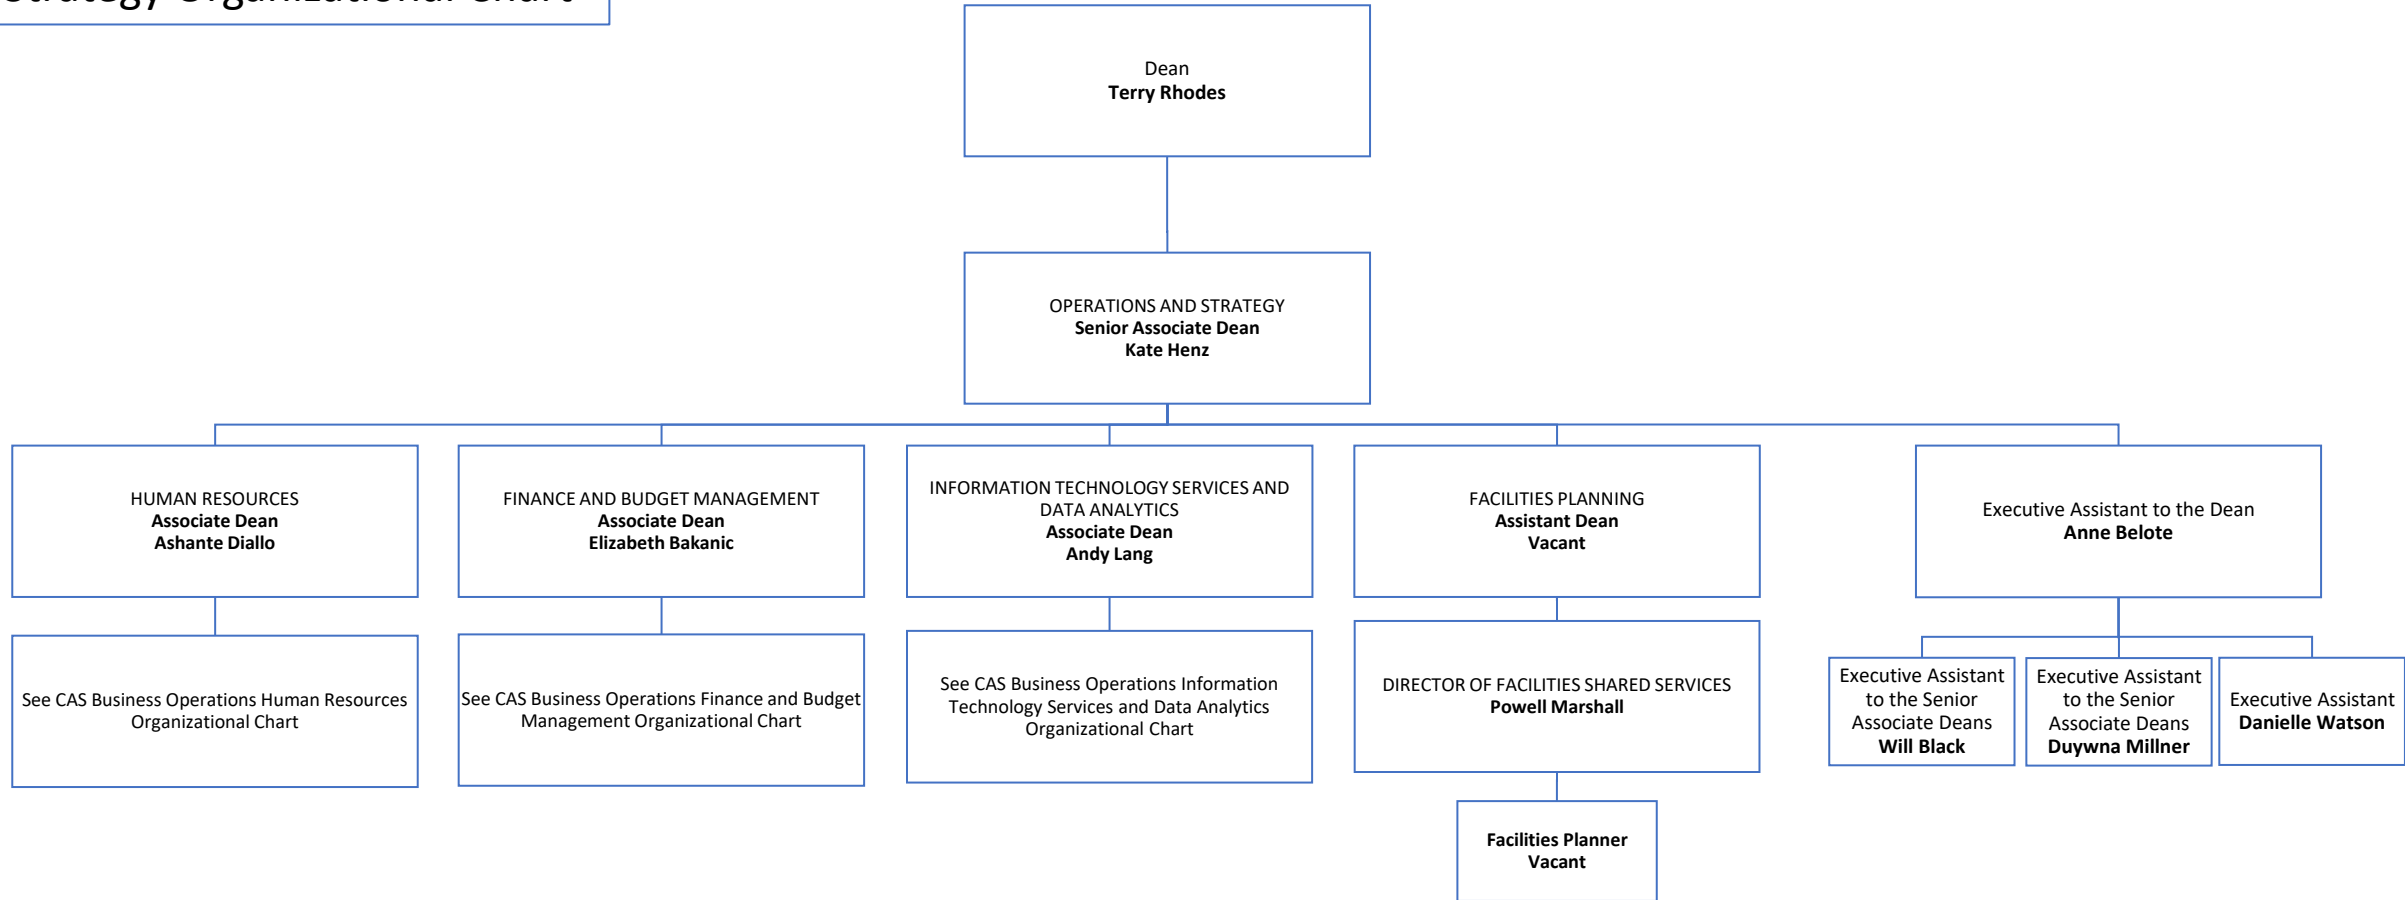 Strategy Organizational Chart
Dean
Terry Rhodes
OPERATIONS AND STRATEGY
Senior Associate Dean
Kate Henz
HUMAN RESOURCES
Associate Dean
Ashante Diallo
FINANCE AND BUDGET MANAGEMENT
Associate Dean
Elizabeth Bakanic
INFORMATION TECHNOLOGY SERVICES AND
DATA ANALYTICS
Associate Dean
Andy Lang
FACILITIES PLANNING
Assistant Dean
Vacant
Executive Assistant to the Dean
Anne Belote
See CAS Business Operations Human Resources
Organizational Chart
See CAS Business Operations Finance and Budget
Management Organizational Chart
See CAS Business Operations Information
Technology Services and Data Analytics
Organizational Chart
DIRECTOR OF FACILITIES SHARED SERVICES
Powell Marshall
Executive Assistant
to the Senior
Associate Deans
Will Black
Executive Assistant
to the Senior
Associate Deans
Duywna Millner
Executive Assistant
Danielle Watson
Facilities Planner
Vacant